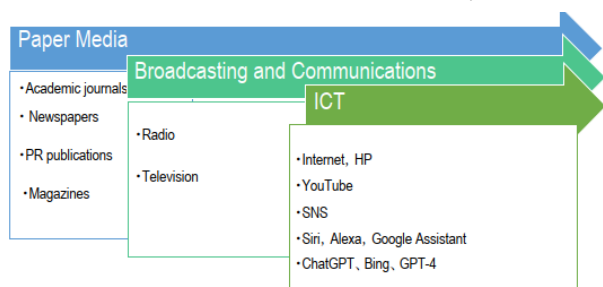 Paper Media
・Academic journals
・ Newspapers
・PR publications
・Magazines
Broadcasting and Communications
・Radio
・Television
ICT
・Internet, HP
・YouTube
・SNS
・Siri, Alexa, Google Assistant
・ChatGPT、Bing、GPT-4